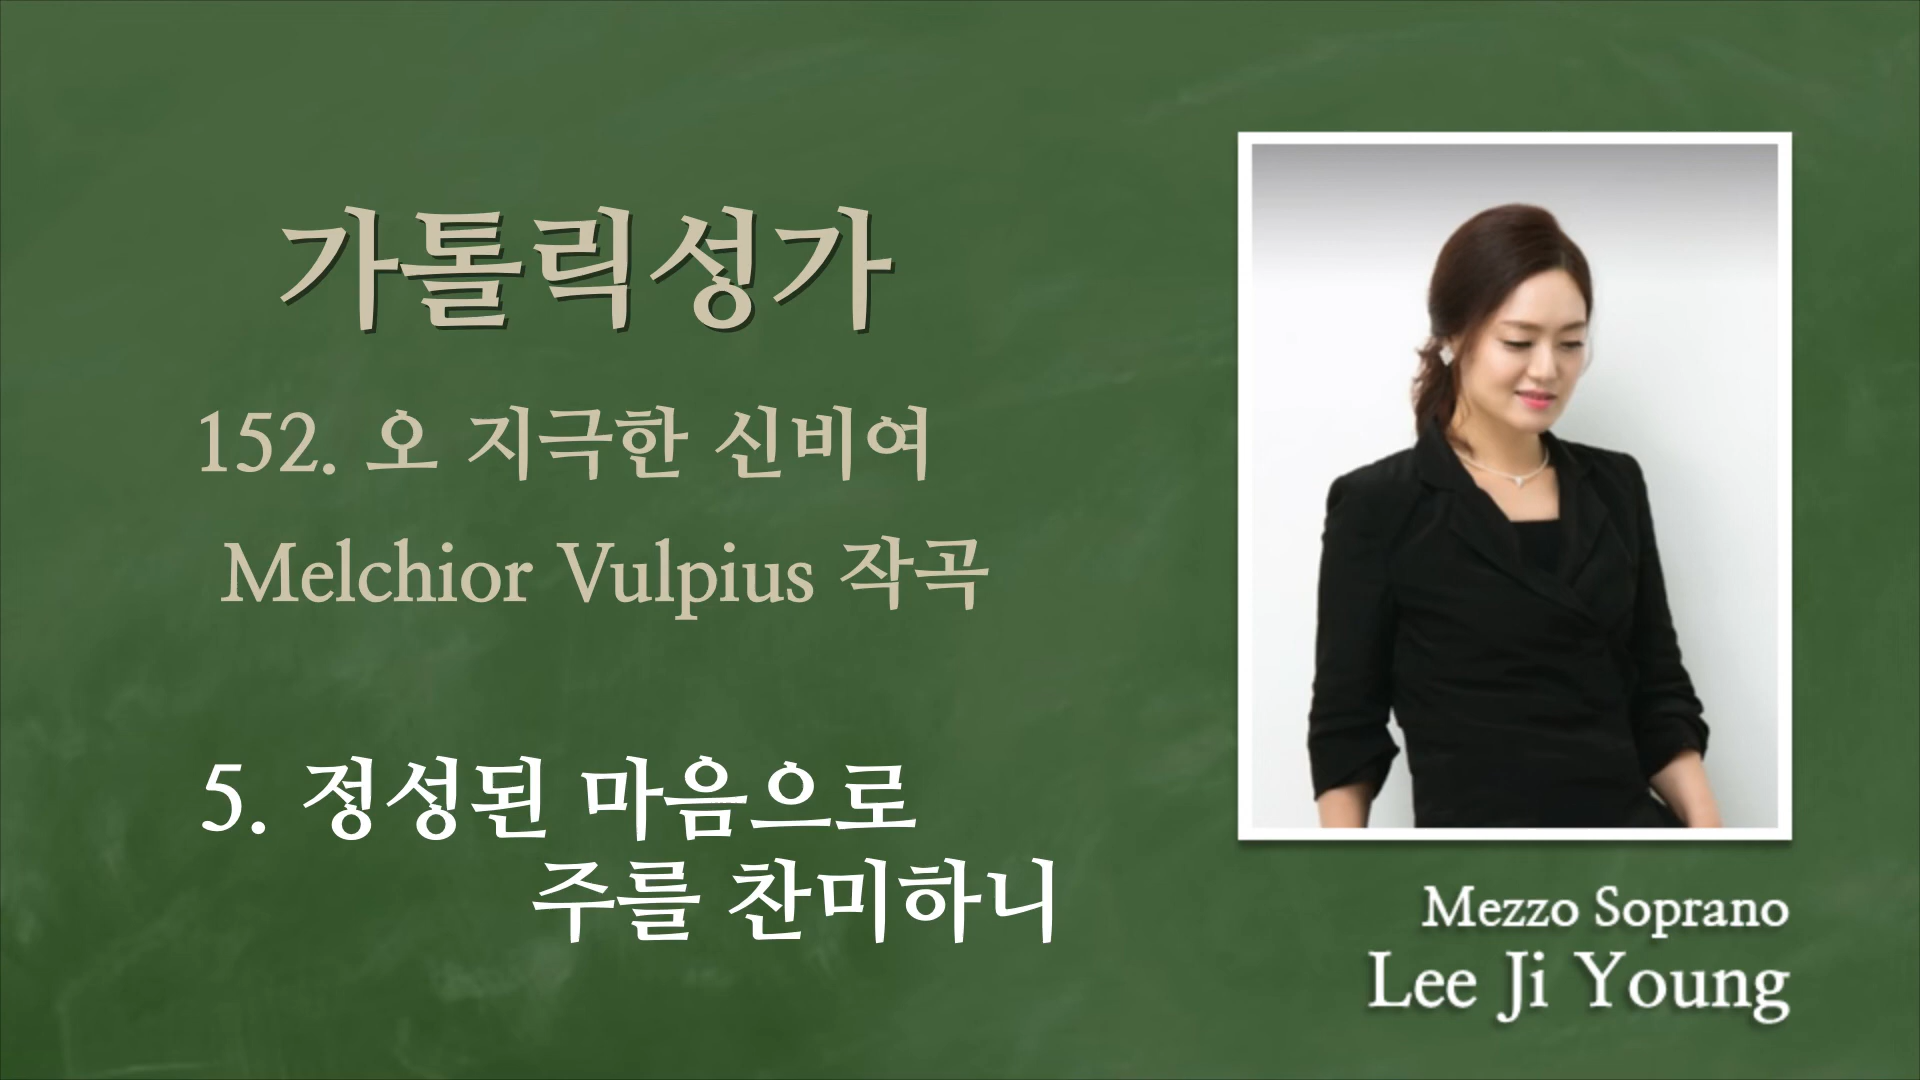 가톨릭성가
152. 오 지극한 신비여
Melchior Vulpius 작곡
5. 정성된 마음으로
주를 찬미하니
Mezzo Soprano
Lee Ji Young